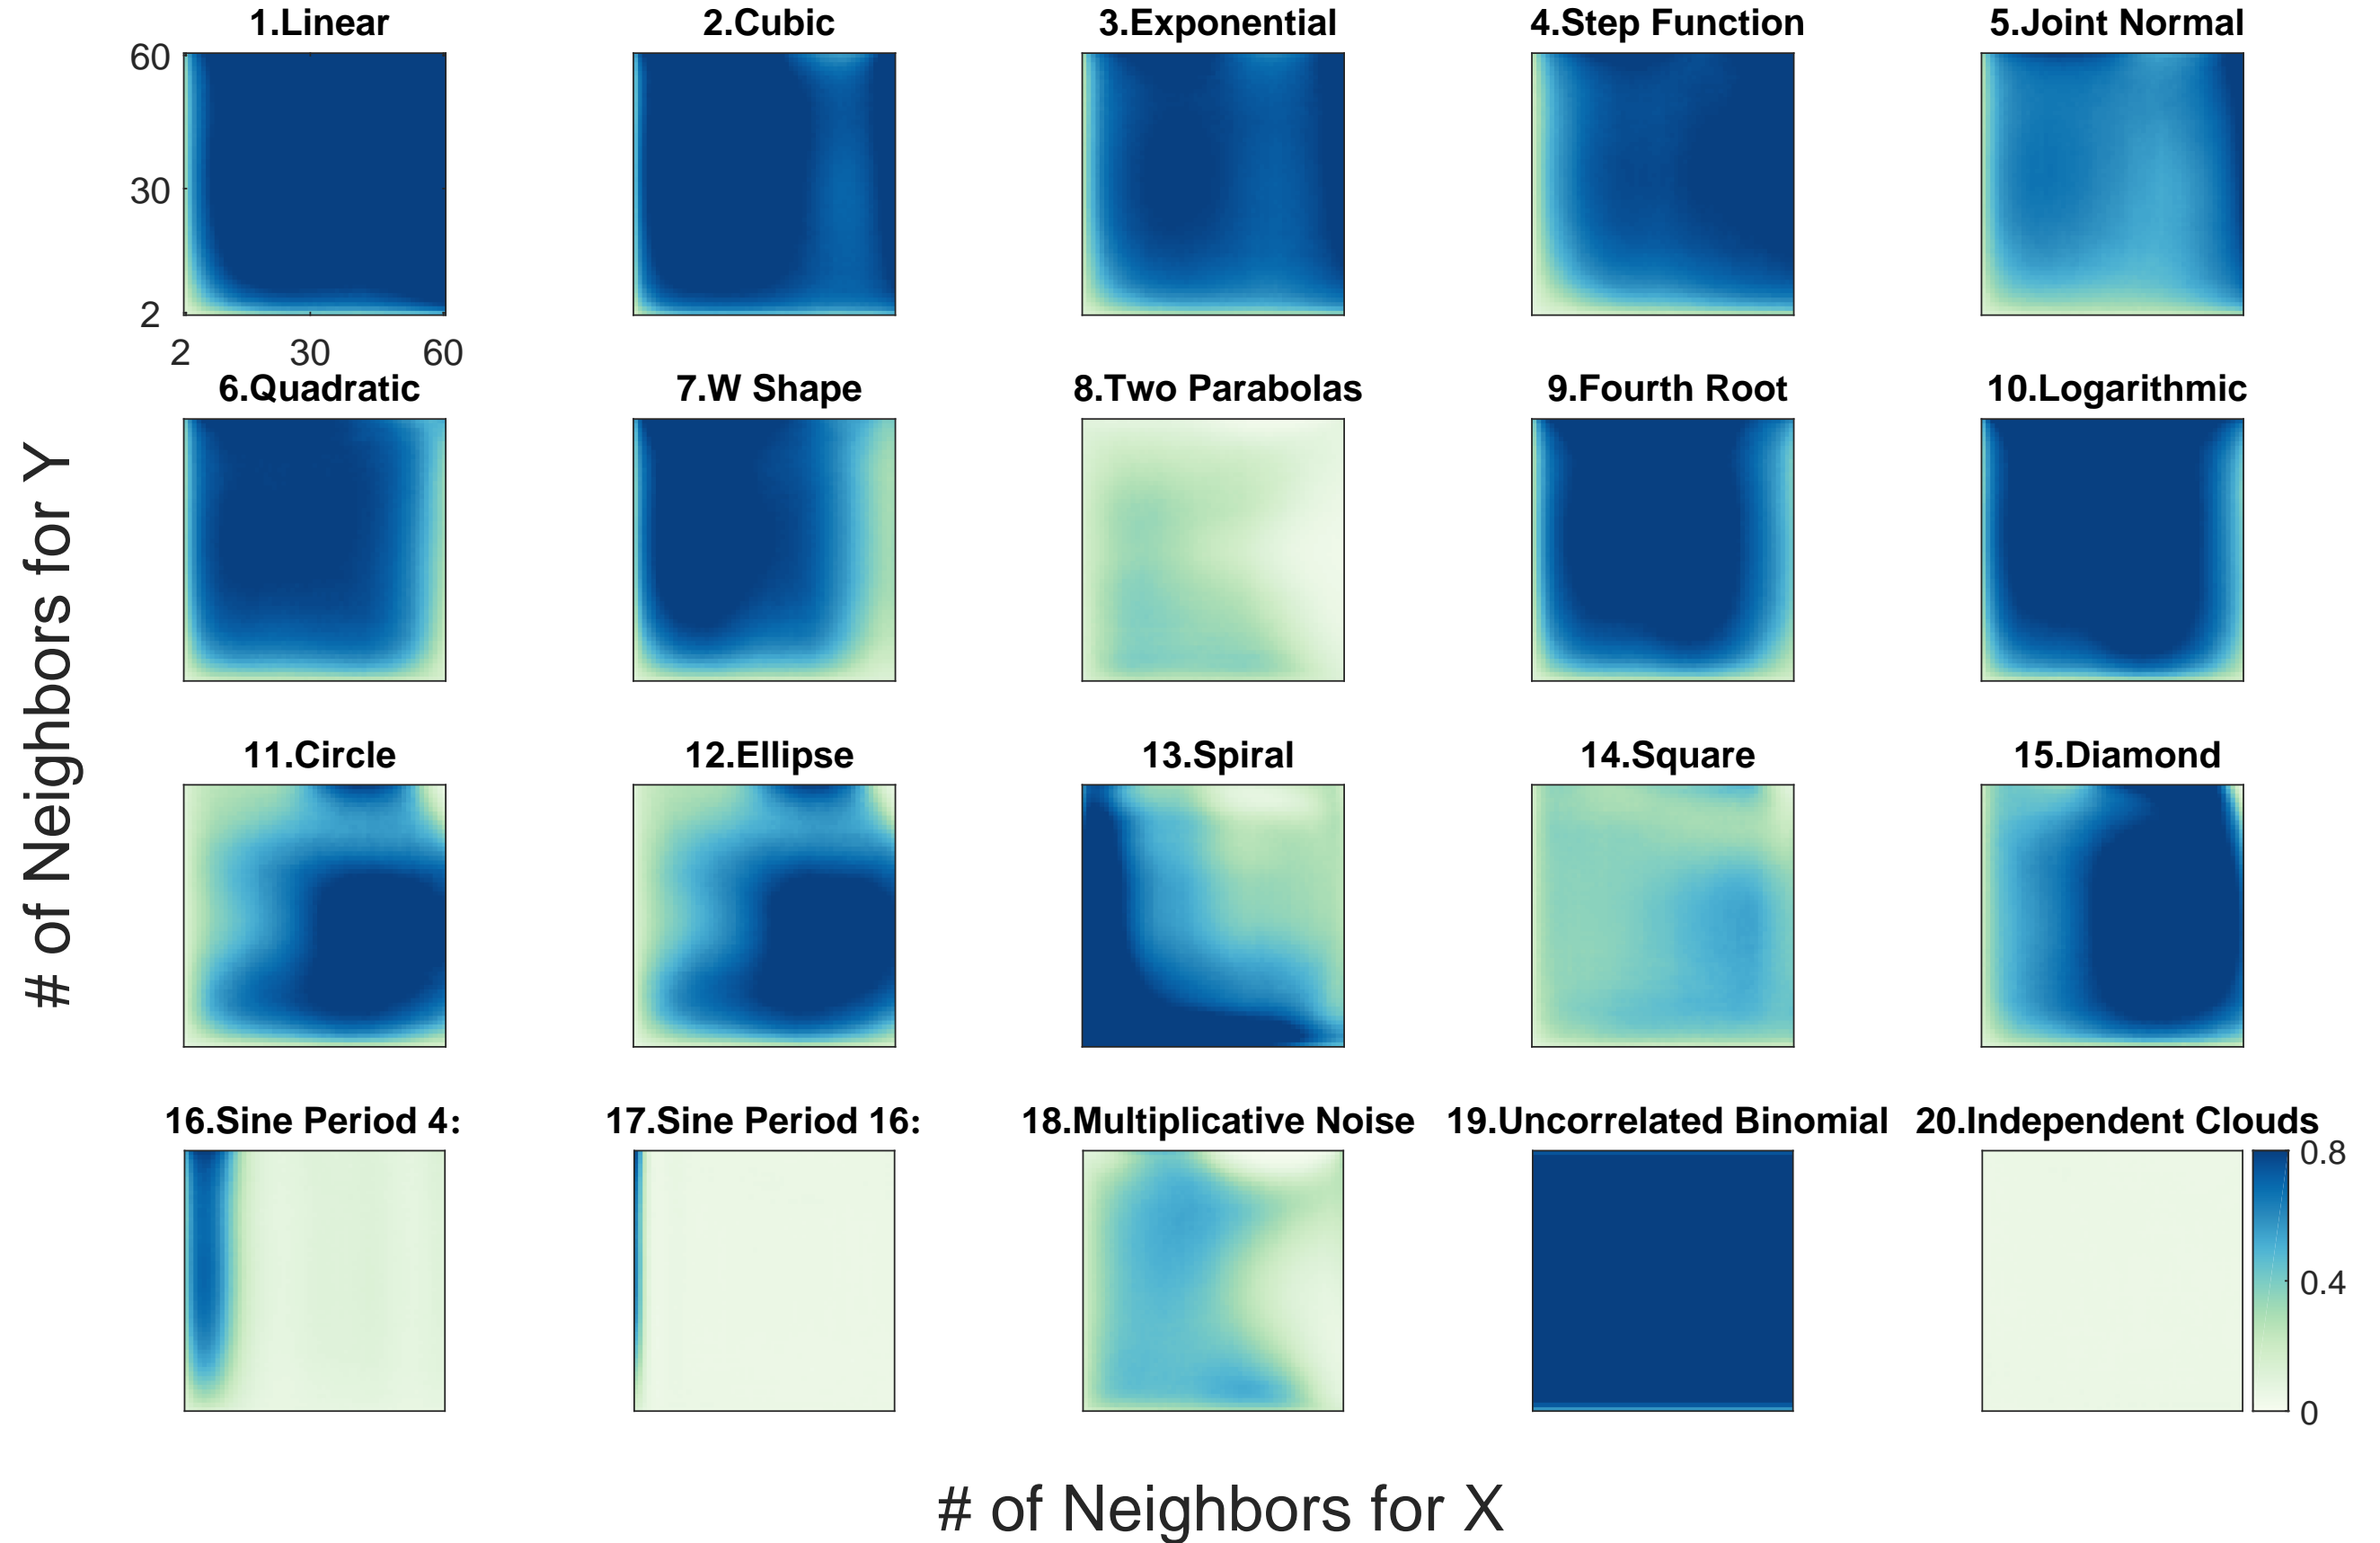 1.Linear
2.Cubic
3.Exponential
4.Step Function
5.Joint Normal
60
30
2
2
30
60
6.Quadratic
7.W Shape
8.Two Parabolas
9.Fourth Root
10.Logarithmic
# of Neighbors for Y
11.Circle
12.Ellipse
13.Spiral
14.Square
15.Diamond
16.Sine Period 4:
17.Sine Period 16:
18.Multiplicative Noise
19.Uncorrelated Binomial
20.Independent Clouds
0.8
0.4
0
# of Neighbors for X